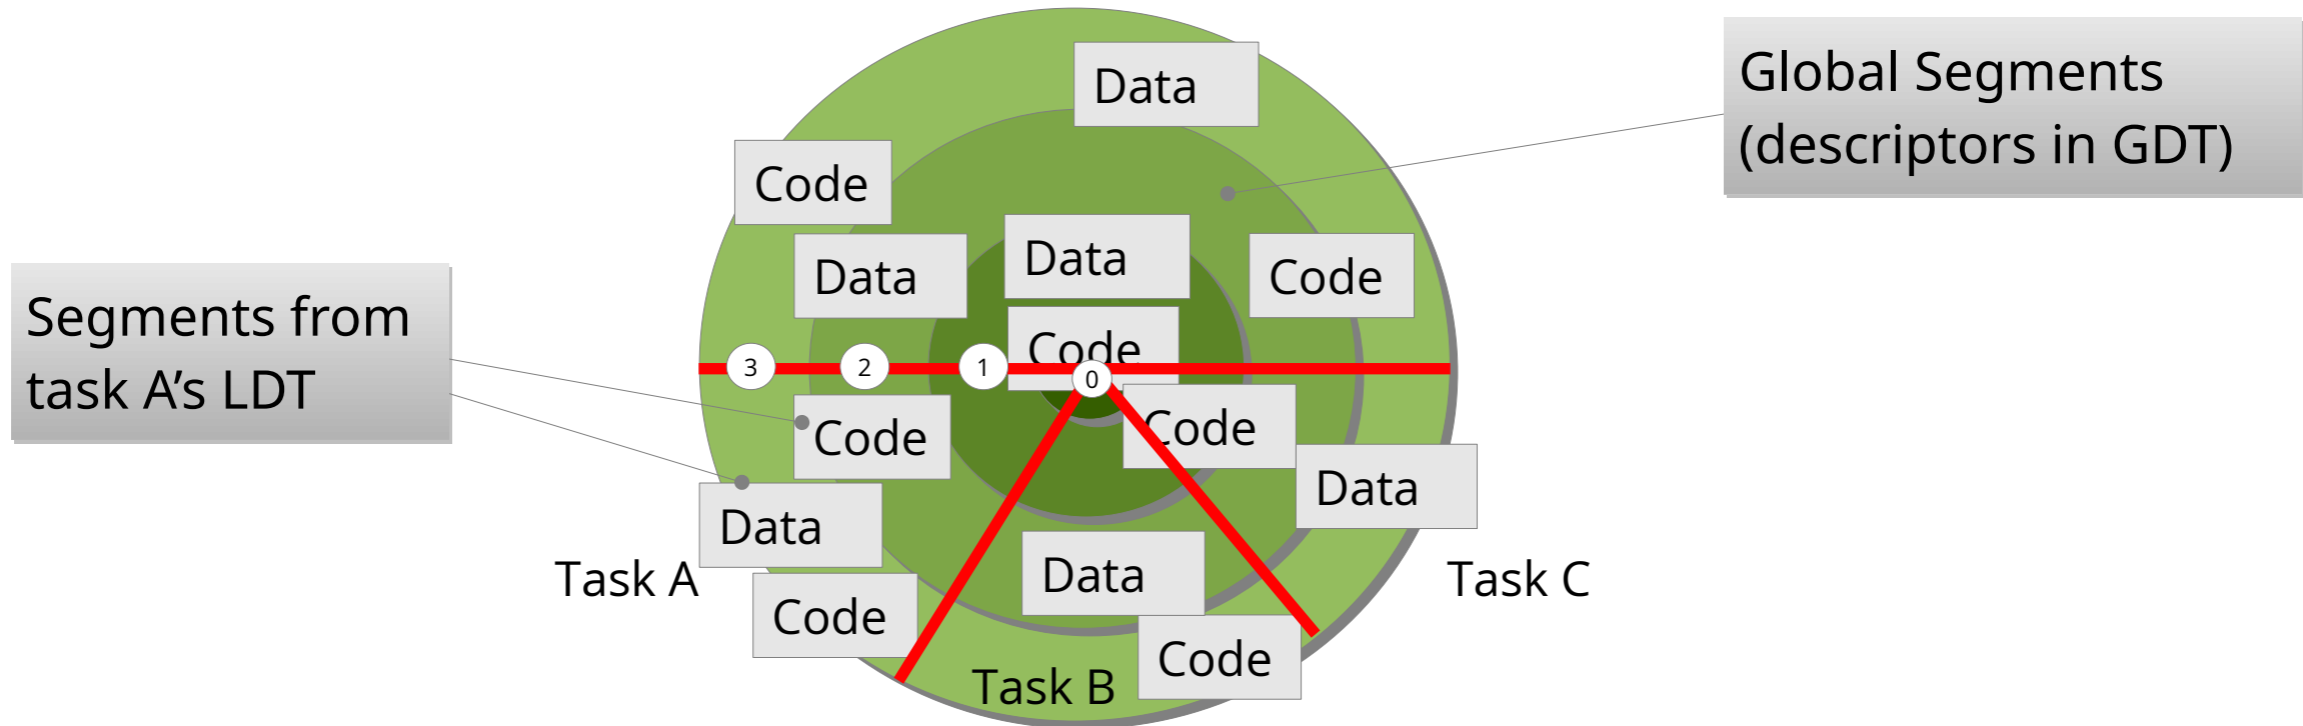 Data
Global Segments
(descriptors in GDT)
Code
Data
Data
Code
Segments from
task A’s LDT
Code
3
2
1
0
Code
Code
Data
Data
Data
Task A
Task C
Code
Code
Task B